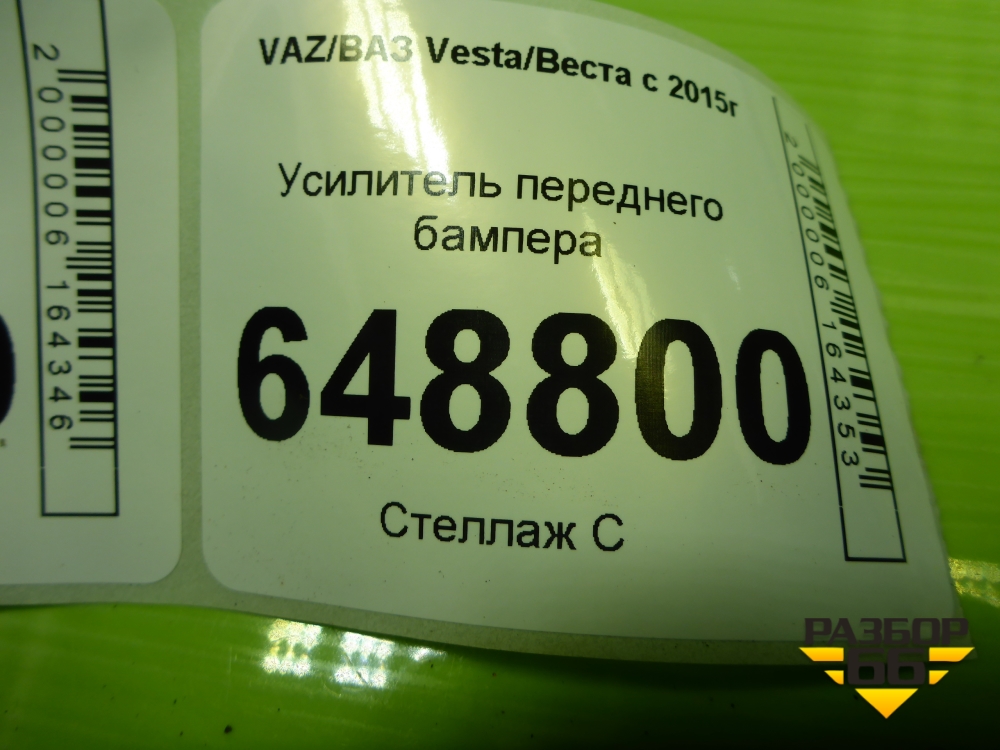 2000006164346
VAZ/ВАЗ Vesta/Веста с 2015г
Усилитель переднего
бампера
648800
Стеллаж С
2000006164353
РАЗБОР
66